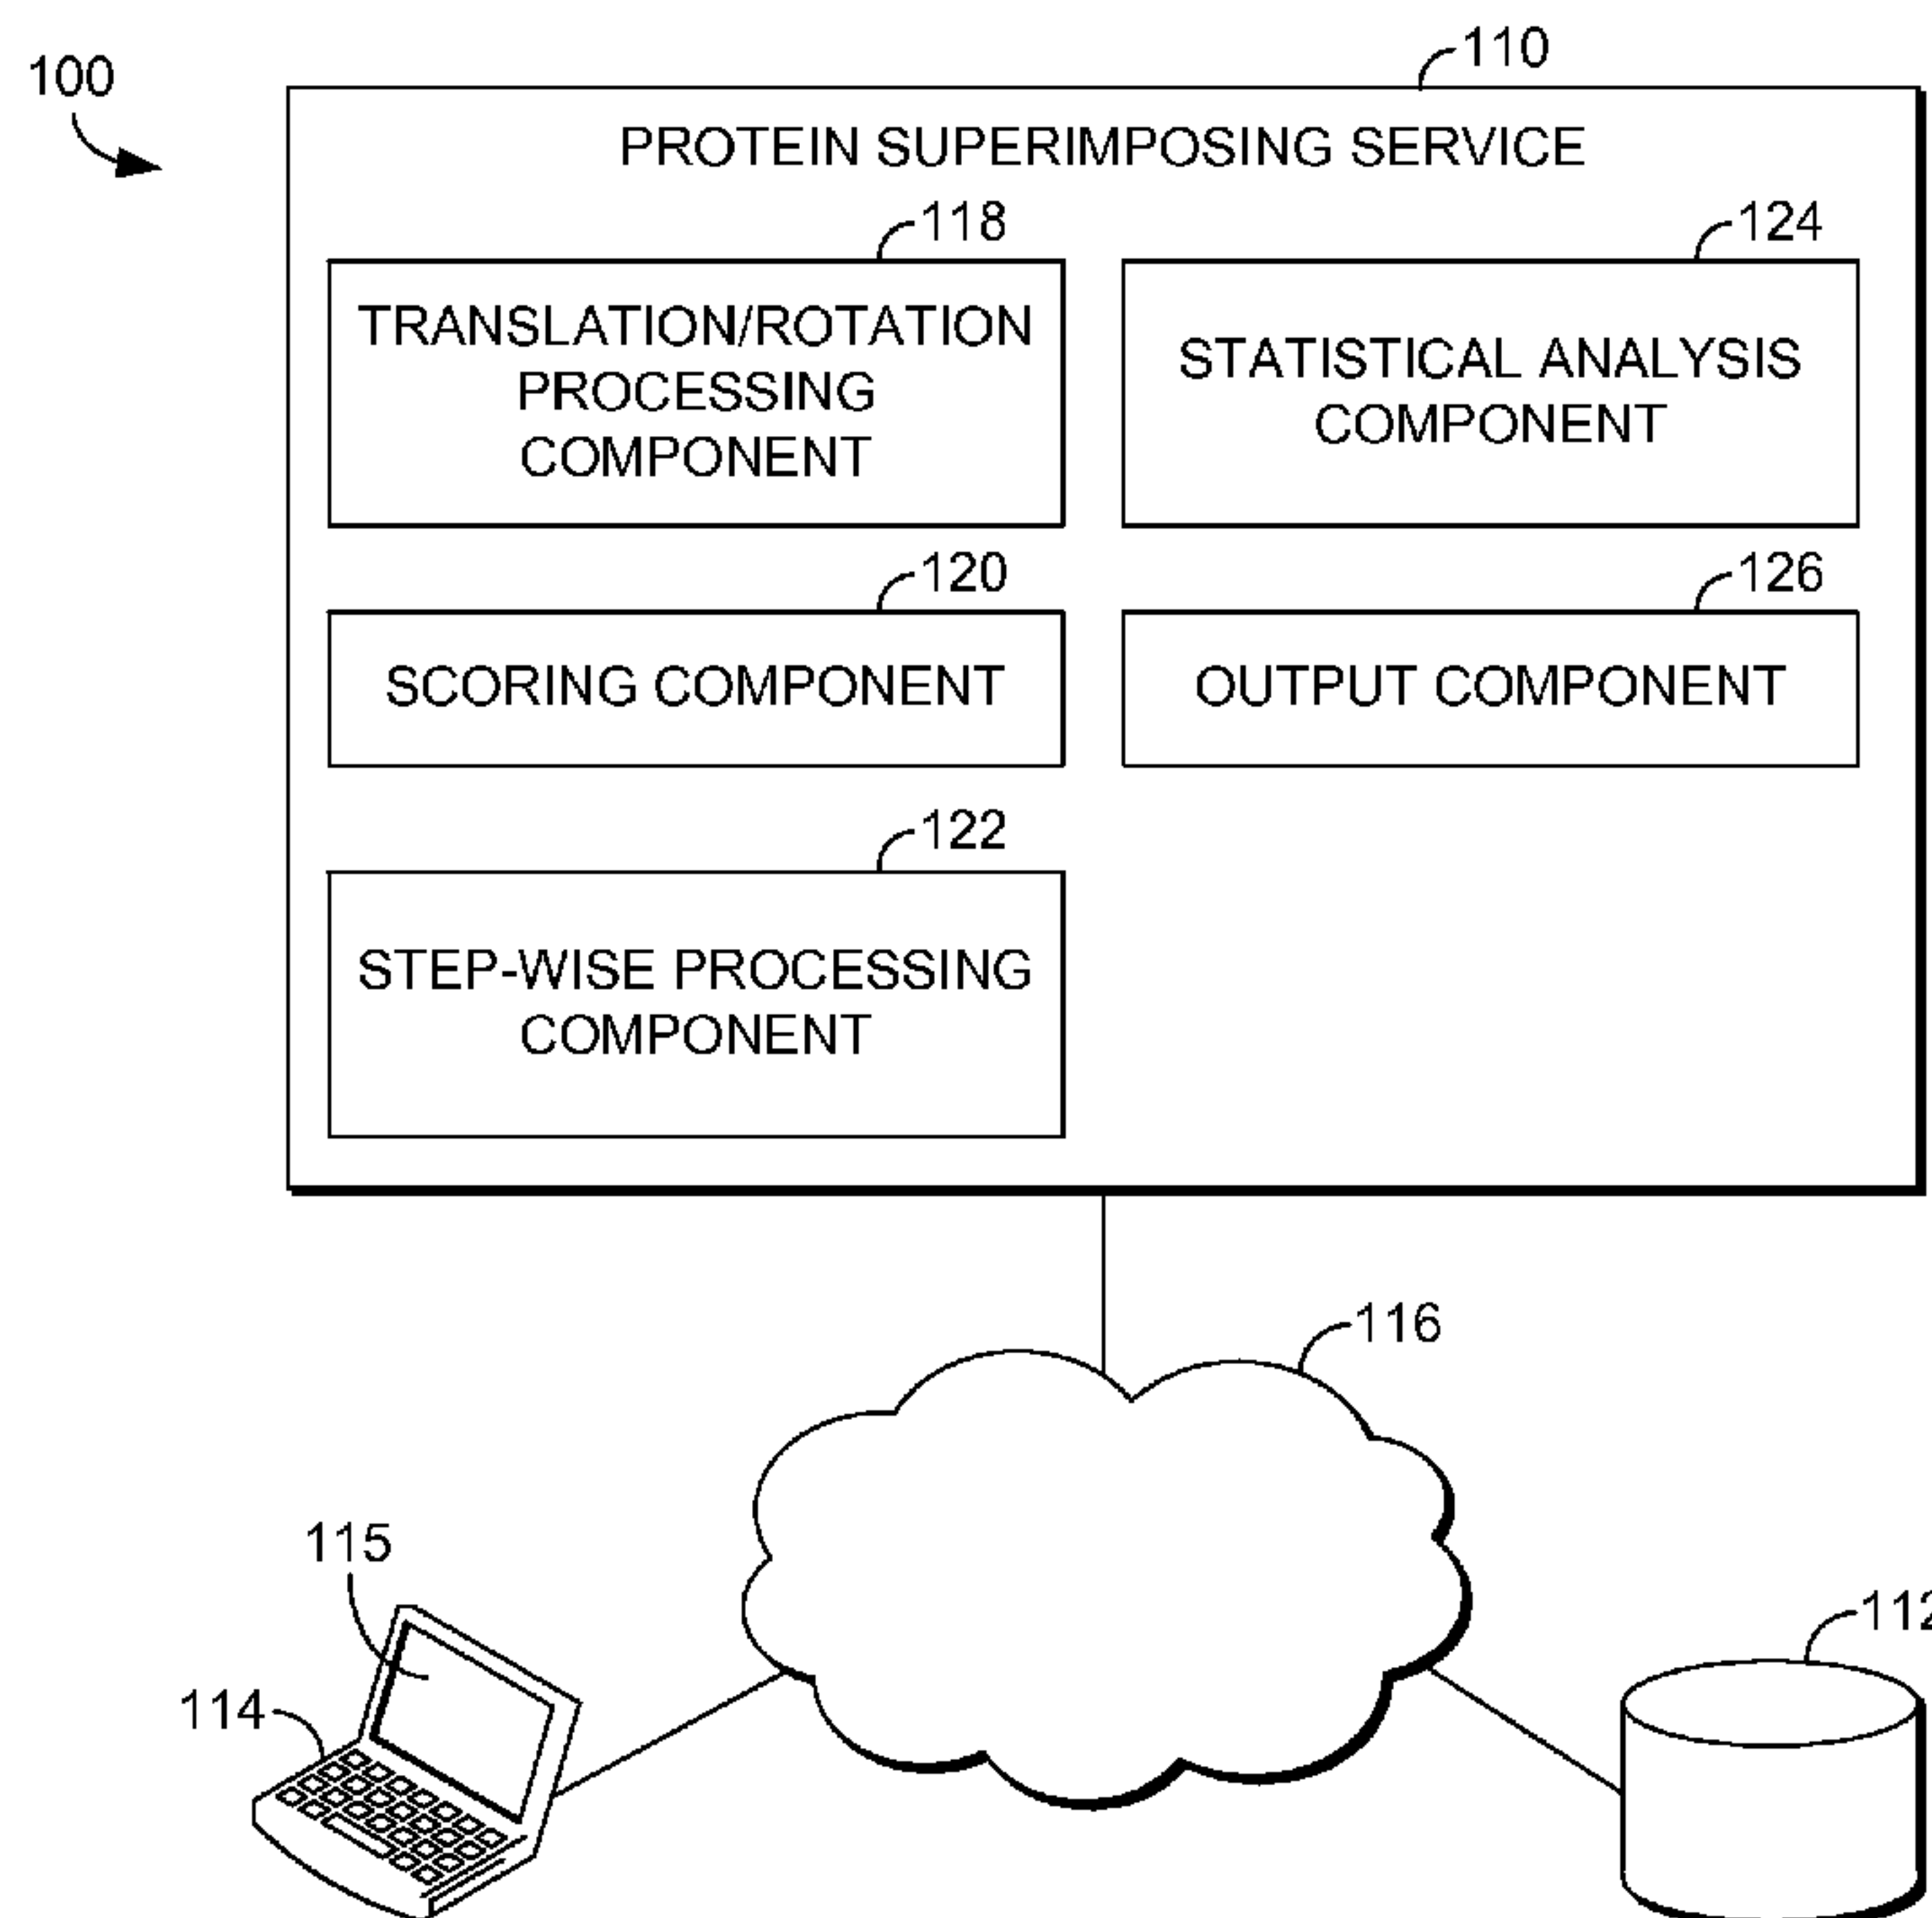 100
110
PROTEIN SUPERIMPOSING SERVICE
118
TRANSLATION/ROTATION
PROCESSING
COMPONENT
124
STATISTICAL ANALYSIS
COMPONENT
120
SCORING COMPONENT
126
OUTPUT COMPONENT
122
STEP-WISE PROCESSING
COMPONENT
116
115
114
112